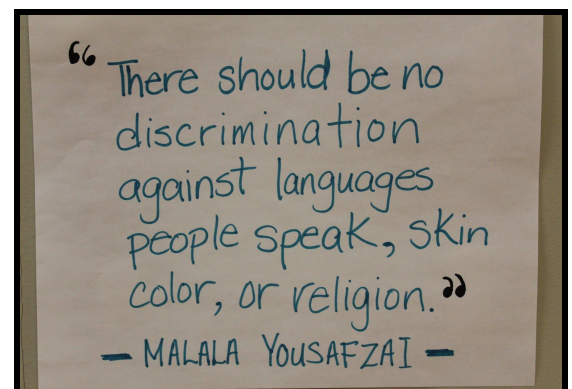 “There should be no
discrimination
against languages
people speak, skin
color, or religion.”
— MALALA YOUSAFZAI —